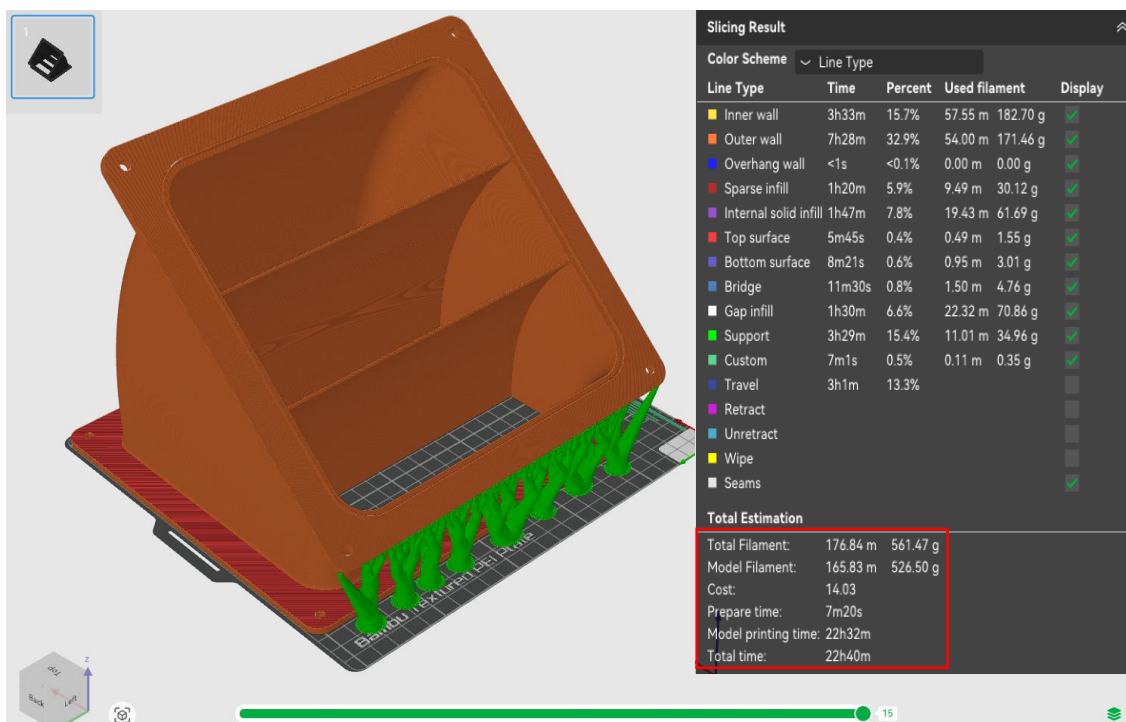 1
Slicing Result
Color Scheme Line Type
Line Type Time Percent Used filament Display
Inner wall 3h33m 15.7% 57.55 m 182.70 g
Outer wall 7h28m 32.9% 54.00 m 171.46 g
Overhang wall <1s <0.1% 0.00 m 0.00 g
Sparse infill 1h20m 5.9% 9.49 m 30.12 g
Internal solid infill 1h47m 7.8% 19.43 m 61.69 g
Top surface 5m45s 0.4% 0.49 m 1.55 g
Bottom surface 8m21s 0.6% 0.95 m 3.01 g
Bridge 11m30s 0.8% 1.50 m 4.76 g
Gap infill 1h30m 6.6% 22.32 m 70.86 g
Support 3h29m 15.4% 11.01 m 34.96 g
Custom 7m1s 0.5% 0.11 m 0.35 g
Travel 3h1m 13.3%
Retract
Unretract
Wipe
Seams
Total Estimation
Total Filament: 176.84 m 561.47 g
Model Filament: 165.83 m 526.50 g
Cost: 14.03
Prepare time: 7m20s
Model printing time: 22h32m
Total time: 22h40m
Bambu Textured PEI Plate
z
Top
Back
Left
15